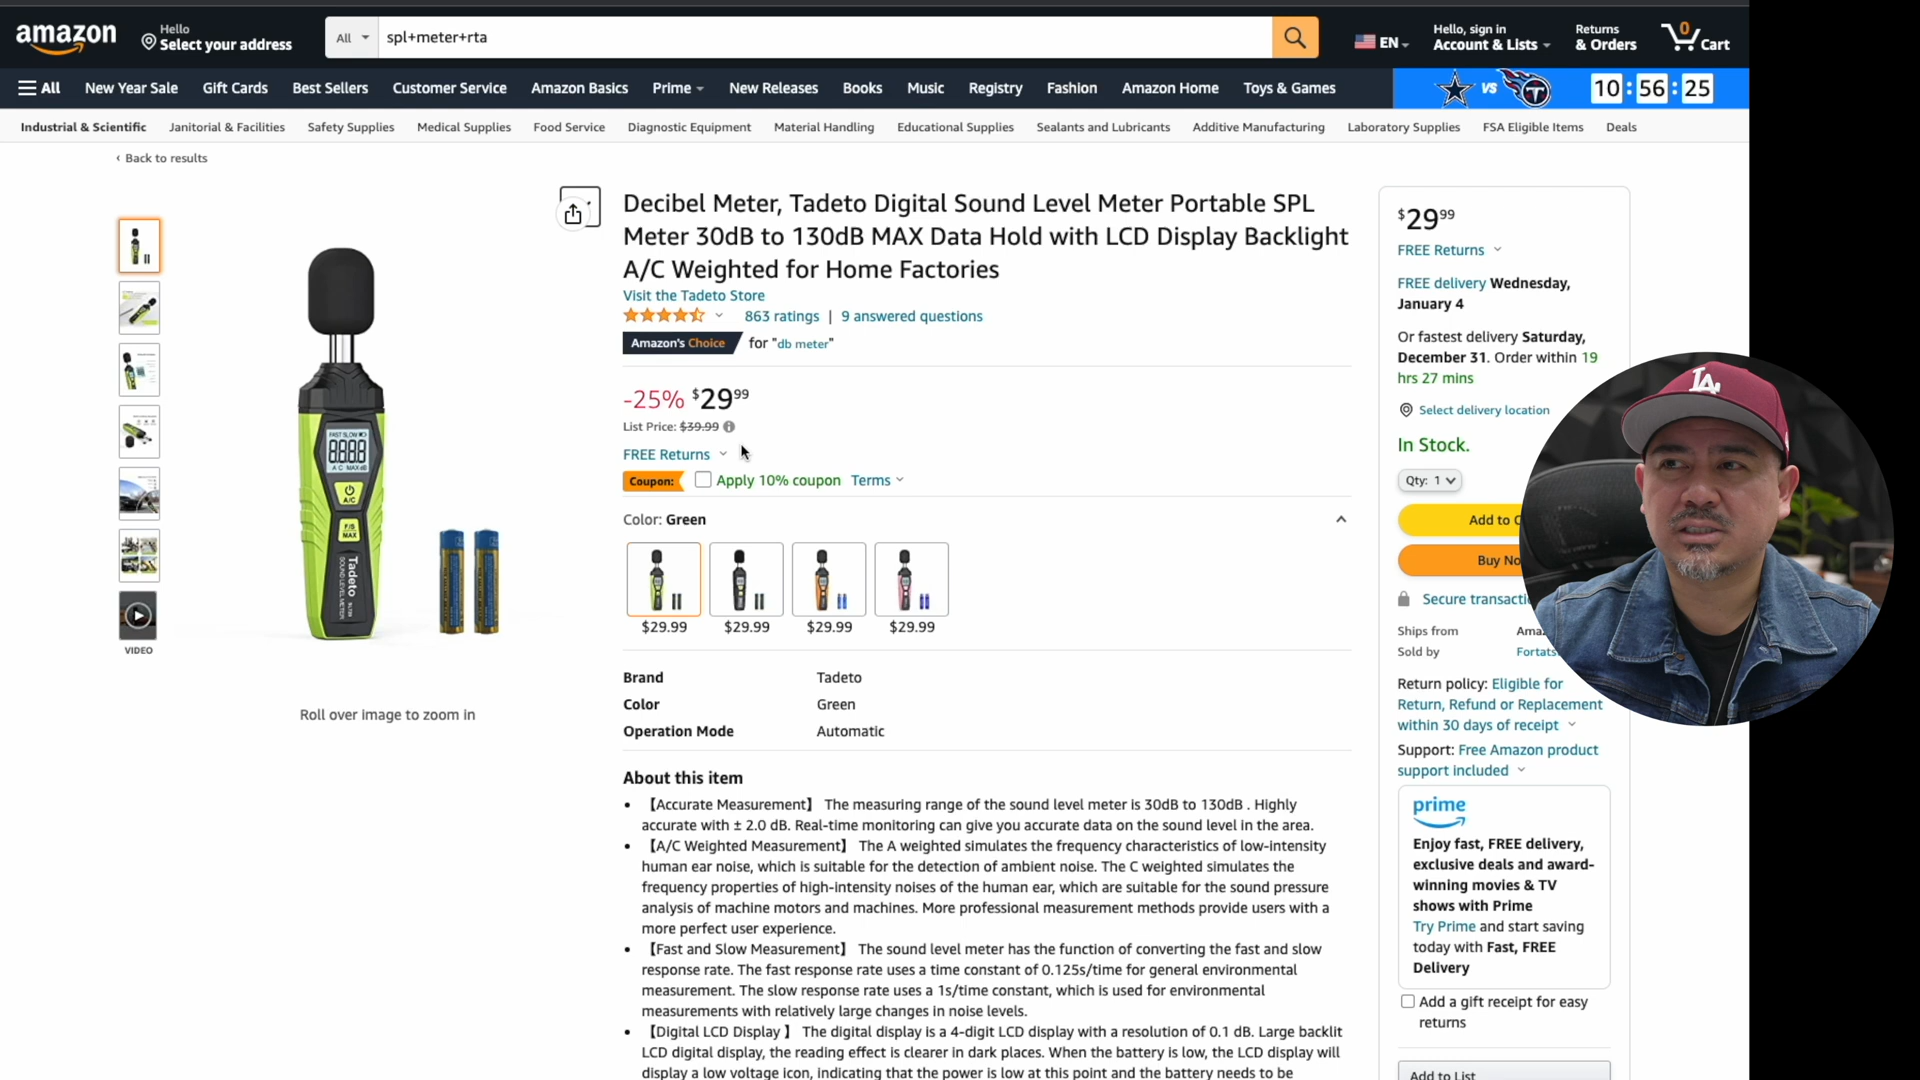 amazon
Hello
Select your address
All
spl+meter+rta
EN
Hello, sign in
Account & Lists
Returns
& Orders
0
Cart
All
New Year Sale
Gift Cards
Best Sellers
Customer Service
Amazon Basics
Prime
New Releases
Books
Music
Registry
Fashion
Amazon Home
Toys & Games
VS
T
10 : 56 : 25
Industrial & Scientific
Janitorial & Facilities
Safety Supplies
Medical Supplies
Food Service
Diagnostic Equipment
Material Handling
Educational Supplies
Sealants and Lubricants
Additive Manufacturing
Laboratory Supplies
FSA Eligible Items
Deals
‹ Back to results
VIDEO
FAST SLOW
888.8
A C MAX dB
A/C
F/S
MAX
Tadeto
SOUND LEVEL METER
Roll over image to zoom in
Decibel Meter, Tadeto Digital Sound Level Meter Portable SPL
Meter 30dB to 130dB MAX Data Hold with LCD Display Backlight
A/C Weighted for Home Factories
Visit the Tadeto Store
863 ratings | 9 answered questions
Amazon's Choice for "db meter"
-25% $29 99
List Price: $39.99
FREE Returns
Coupon: Apply 10% coupon Terms
Color: Green
$29.99
$29.99
$29.99
$29.99
Brand Tadeto
Color Green
Operation Mode Automatic
About this item
• 【Accurate Measurement】 The measuring range of the sound level meter is 30dB to 130dB . Highly
accurate with ± 2.0 dB. Real-time monitoring can give you accurate data on the sound level in the area.
• 【A/C Weighted Measurement】 The A weighted simulates the frequency characteristics of low-intensity
human ear noise, which is suitable for the detection of ambient noise. The C weighted simulates the
frequency properties of high-intensity noises of the human ear, which are suitable for the sound pressure
analysis of machine motors and machines. More professional measurement methods provide users with a
more perfect user experience.
• 【Fast and Slow Measurement】 The sound level meter has the function of converting the fast and slow
response rate. The fast response rate uses a time constant of 0.125s/time for general environmental
measurement. The slow response rate uses a 1s/time constant, which is used for environmental
measurements with relatively large changes in noise levels.
• 【Digital LCD Display 】 The digital display is a 4-digit LCD display with a resolution of 0.1 dB. Large backlit
LCD digital display, the reading effect is clearer in dark places. When the battery is low, the LCD display will
display a low voltage icon, indicating that the power is low at this point and the battery needs to be
$29 99
FREE Returns
FREE delivery Wednesday,
January 4
Or fastest delivery Saturday,
December 31. Order within 19
hrs 27 mins
Select delivery location
In Stock.
Qty: 1
Add to C
Buy No
Secure transacti
Ships from Ama
Sold by Fortats
Return policy: Eligible for
Return, Refund or Replacement
within 30 days of receipt
Support: Free Amazon product
support included
prime
Enjoy fast, FREE delivery,
exclusive deals and award-
winning movies & TV
shows with Prime
Try Prime and start saving
today with Fast, FREE
Delivery
Add a gift receipt for easy
returns
Add to List
LA